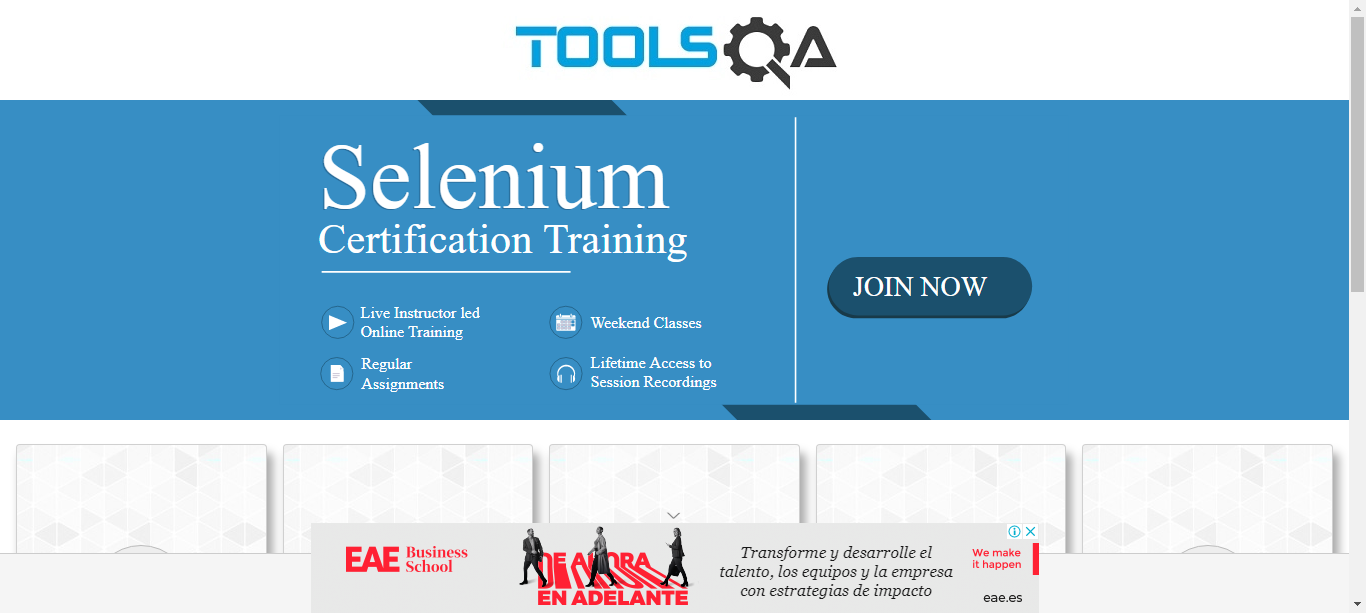 TOOLSQA
Selenium
Certification Training
JOIN NOW
Live Instructor led
Online Training
Weekend Classes
Regular
Assignments
Lifetime Access to
Session Recordings
EAE Business
School
DE AHORA
EN ADELANTE
Transforme y desarrolle el
talento, los equipos y la empresa
con estrategias de impacto
We make
it happen
eae.es